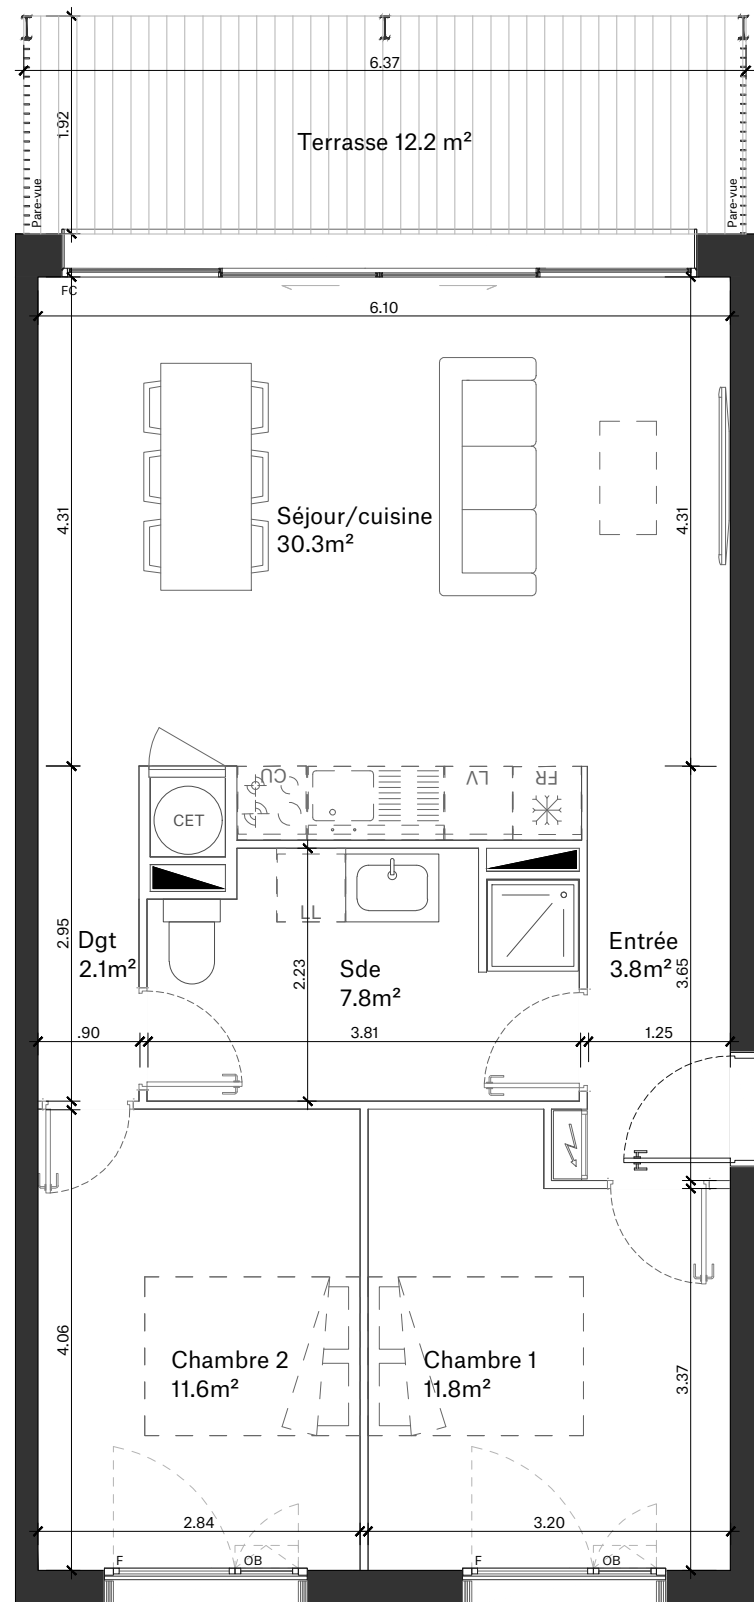 6.37
1.92
Terrasse 12.2 m²
Pare-vue
Pare-vue
FC
6.10
4.31
4.31
Séjour/cuisine
30.3m²
CU
LV
FR
CET
LL
2.95
Dgt
2.1m²
2.23
Sde
7.8m²
Entrée
3.8m²
3.65
.90
3.81
1.25
4.06
Chambre 2
11.6m²
Chambre 1
11.8m²
3.37
2.84
3.20
F
OB
F
OB